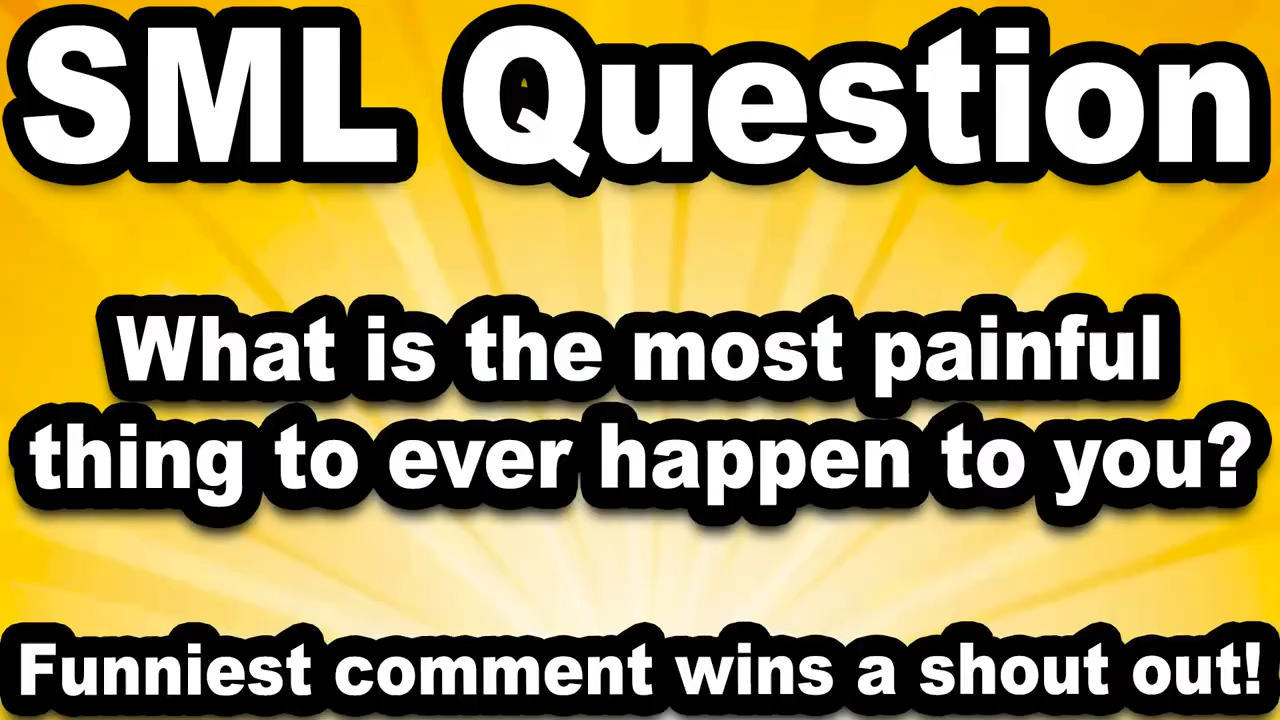 SML Question
What is the most painful
thing to ever happen to you?
Funniest comment wins a shout out!